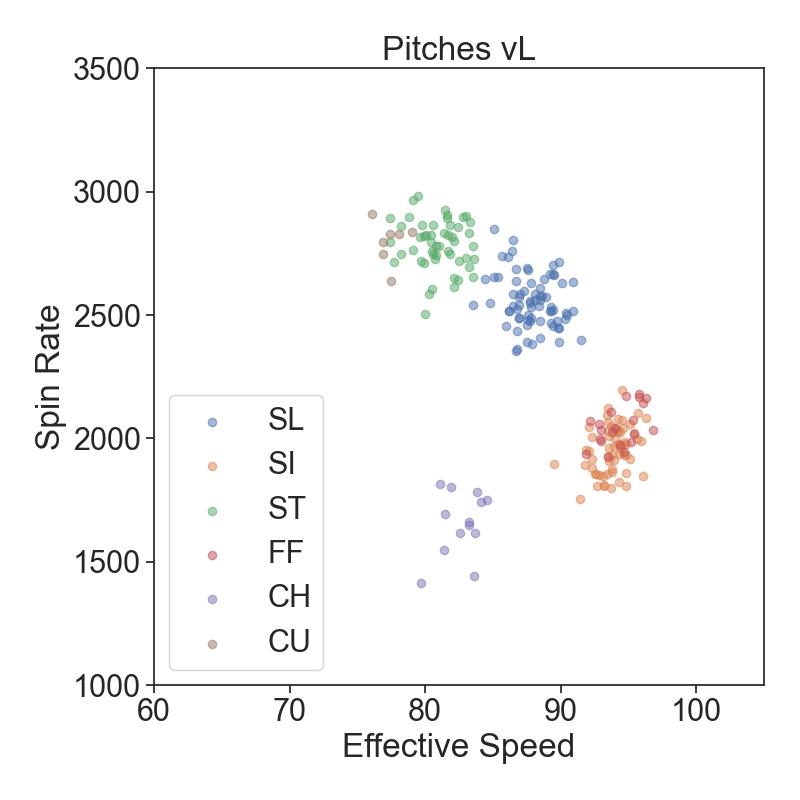 Pitches vL
3500
3000
2500
2000
1500
1000
Spin Rate
SL
SI
ST
FF
CH
CU
60 70 80 90 100
Effective Speed